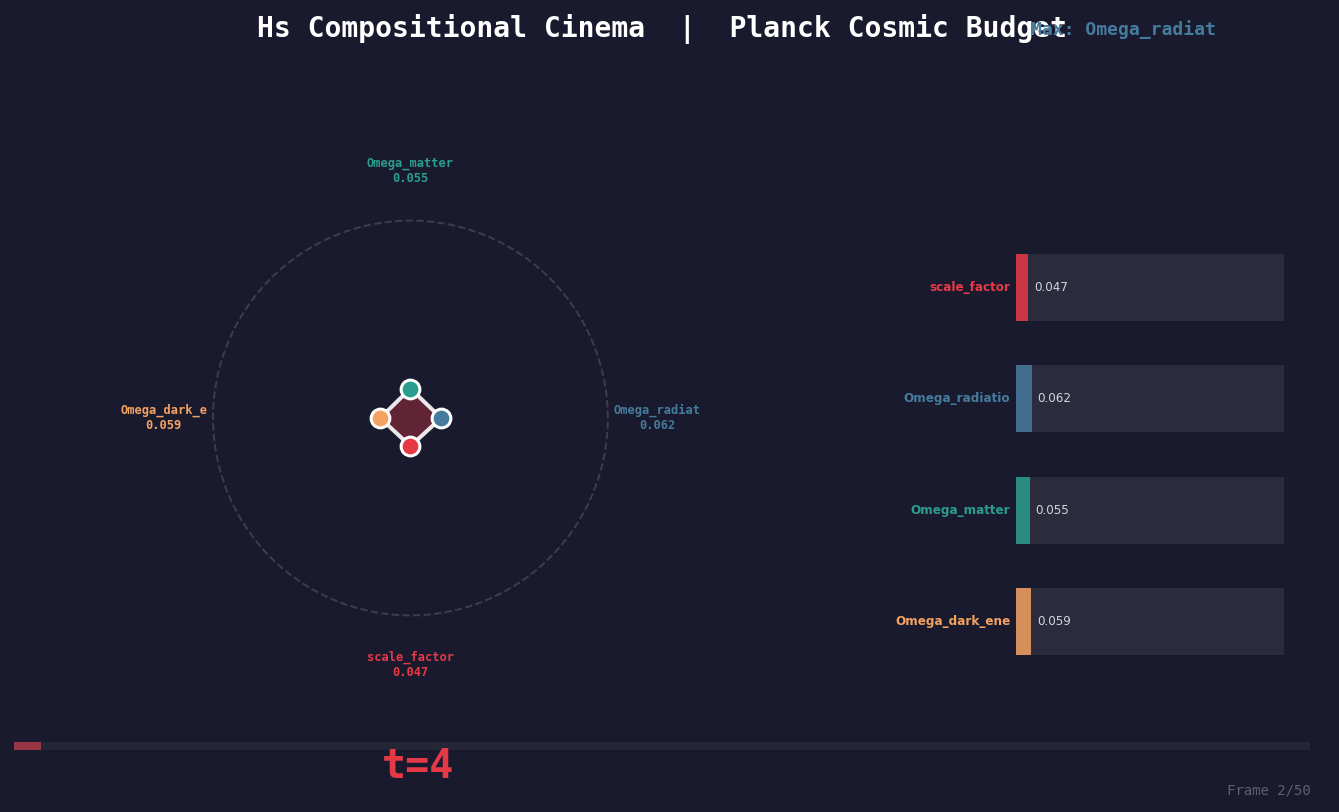 Hs Compositional Cinema | Planck Cosmic Budget
Max: Omega_radiat
Omega_matter
0.055
Omega_dark_e
0.059
Omega_radiat
0.062
scale_factor
0.047
scale_factor
0.047
Omega_radiatio
0.062
Omega_matter
0.055
Omega_dark_ene
0.059
t=4
Frame 2/50